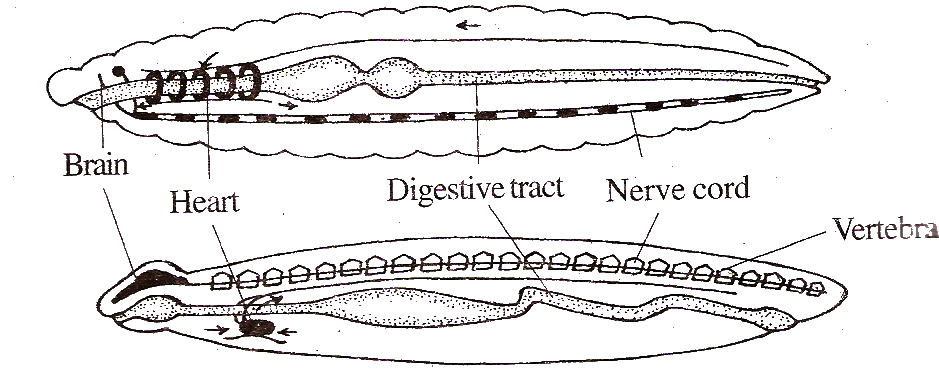 Brain
Heart
Digestive tract
Nerve cord
Vertebra